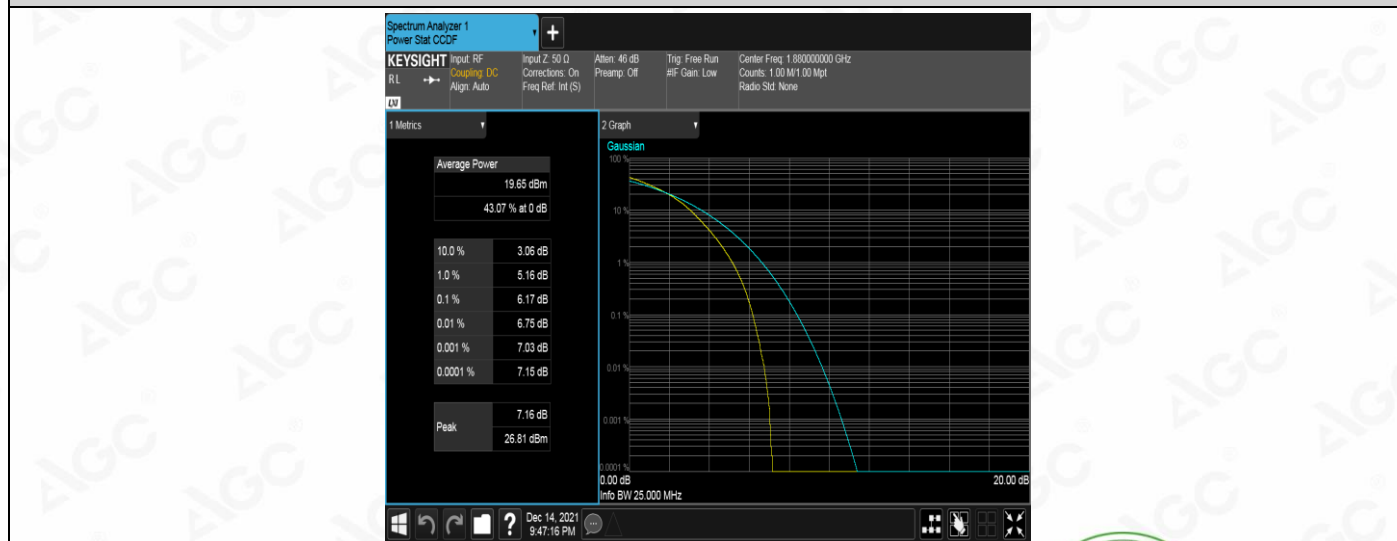 Spectrum Analyzer 1
Power Stat CCDF
+
KEYSIGHT
RL
LXI
Input: RF
Coupling: DC
Align: Auto
Input Z: 50 Ω
Corrections: On
Freq Ref: Int (S)
Atten: 46 dB
Preamp: Off
Trig: Free Run
#IF Gain: Low
Center Freq: 1.880000000 GHz
Counts: 1.00 M/1.00 Mpt
Radio Std: None
1 Metrics
Average Power
19.65 dBm
43.07 % at 0 dB
10.0 % 3.06 dB
1.0 % 5.16 dB
0.1 % 6.17 dB
0.01 % 6.75 dB
0.001 % 7.03 dB
0.0001 % 7.15 dB
Peak
7.16 dB
26.81 dBm
2 Graph
Gaussian
100 %
10 %
1 %
0.1 %
0.01 %
0.001 %
0.0001 %
0.00 dB 20.00 dB
Info BW 25.000 MHz
?
Dec 14, 2021
9:47:16 PM
AGC